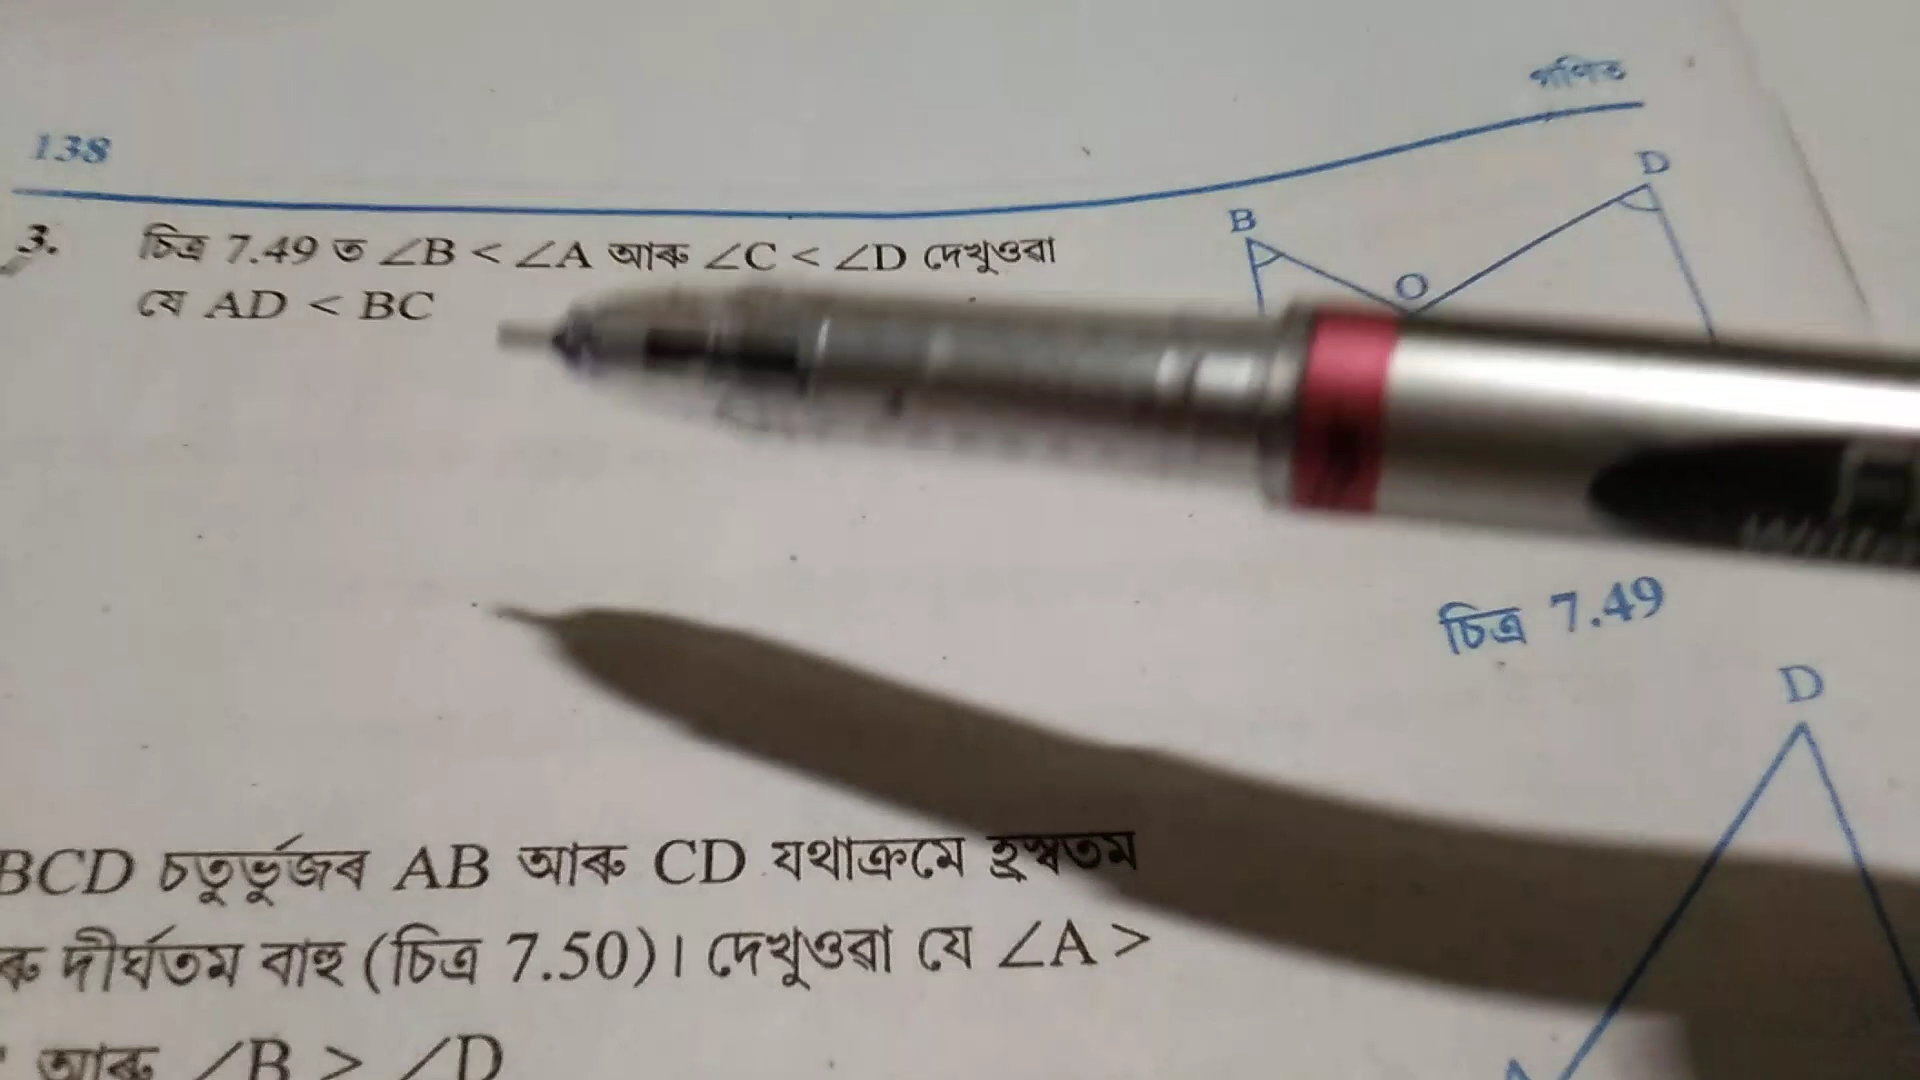 গণিত
138
3. চিত্ৰ 7.49 ত ∠B < ∠A আৰু ∠C < ∠D দেখুওৱা
যে AD < BC
B
D
O
চিত্ৰ 7.49
D
BCD চতুৰ্ভুজৰ AB আৰু CD যথাক্ৰমে হ্ৰস্বতম
ৰু দীৰ্ঘতম বাহু (চিত্ৰ 7.50)। দেখুওৱা যে ∠A >
আৰু ∠B > ∠D